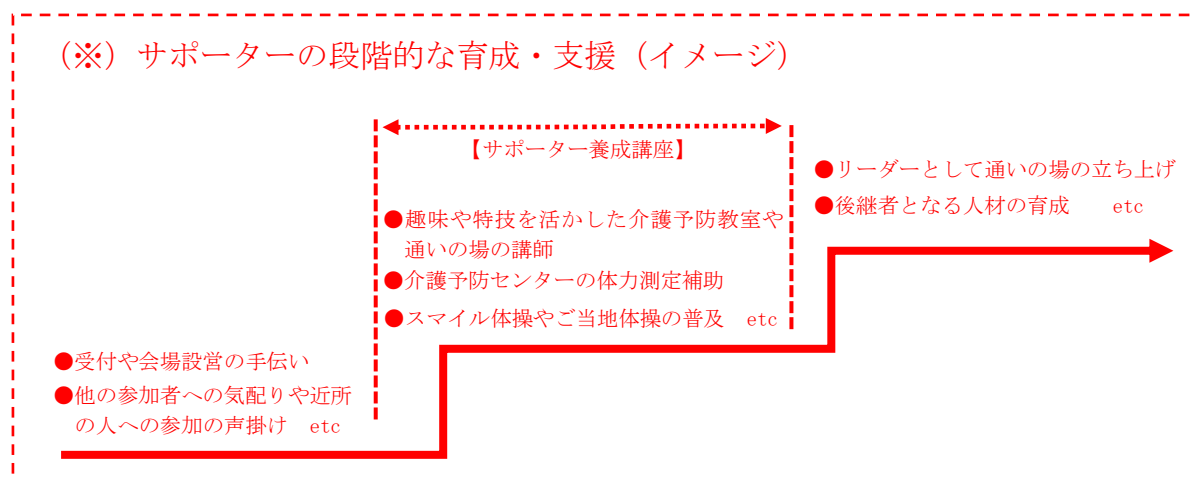 （※）サポーターの段階的な育成・支援（イメージ）
【サポーター養成講座】
●リーダーとして通いの場の立ち上げ
●後継者となる人材の育成　　etc
●趣味や特技を活かした介護予防教室や
通いの場の講師
●介護予防センターの体力測定補助
●スマイル体操やご当地体操の普及　etc
●受付や会場設営の手伝い
●他の参加者への気配りや近所
の人への参加の声掛け　etc